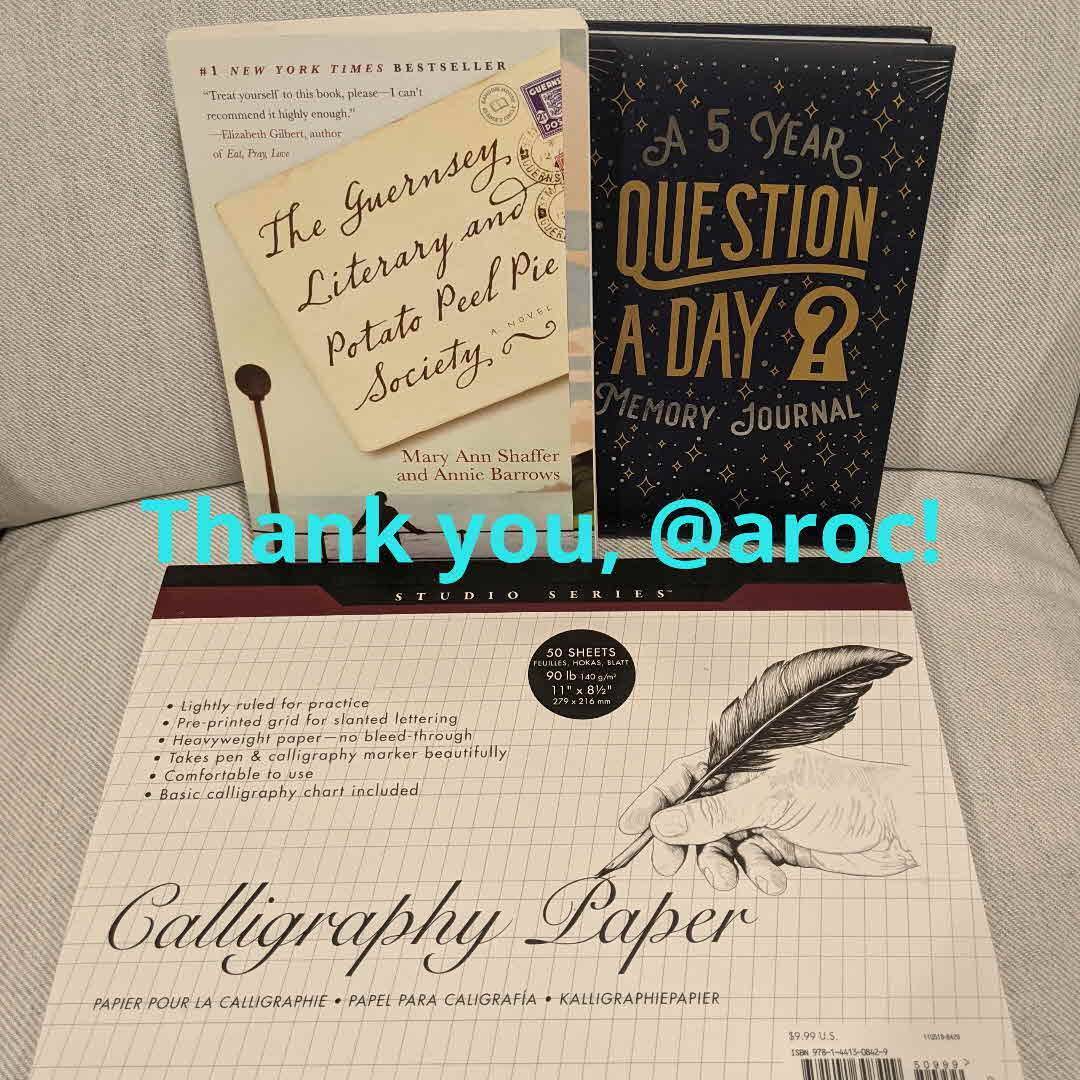 #1 NEW YORK TIMES BESTSELLER
"Treat yourself to this book, please—I can't
recommend it highly enough."
—Elizabeth Gilbert, author
of Eat, Pray, Love
The Guernsey
Literary and
Potato Peel Pie
Society
A NOVEL
Mary Ann Shaffer
and Annie Barrows
A 5 YEAR
QUESTION
A DAY ?
MEMORY JOURNAL
Thank you, @aroc!
STUDIO SERIES™
50 SHEETS
FEUILLES, HOKAS, BLATT
90 lb 140 g/m²
11" x 8½"
279 x 216 mm
• Lightly ruled for practice
• Pre-printed grid for slanted lettering
• Heavyweight paper—no bleed-through
• Takes pen & calligraphy marker beautifully
• Comfortable to use
• Basic calligraphy chart included
Calligraphy Paper
PAPIER POUR LA CALLIGRAPHIE • PAPEL PARA CALIGRAFÍA • KALLIGRAPHIEPAPIER
$9.99 U.S.
ISBN 978-1-4413-0842-9
50999>